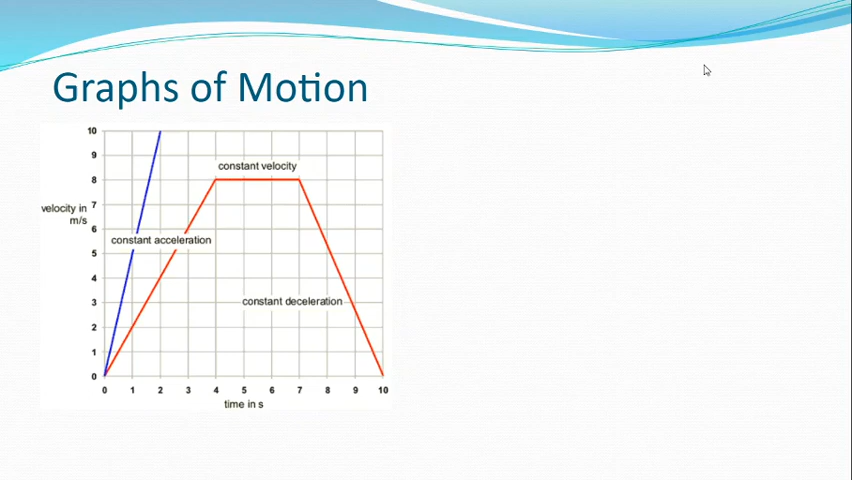 Graphs of Motion
10
9
constant velocity
8
velocity in
7
m/s
6
constant acceleration
5
4
3
constant deceleration
2
1
0
0 1 2 3 4 5 6 7 8 9 10
time in s